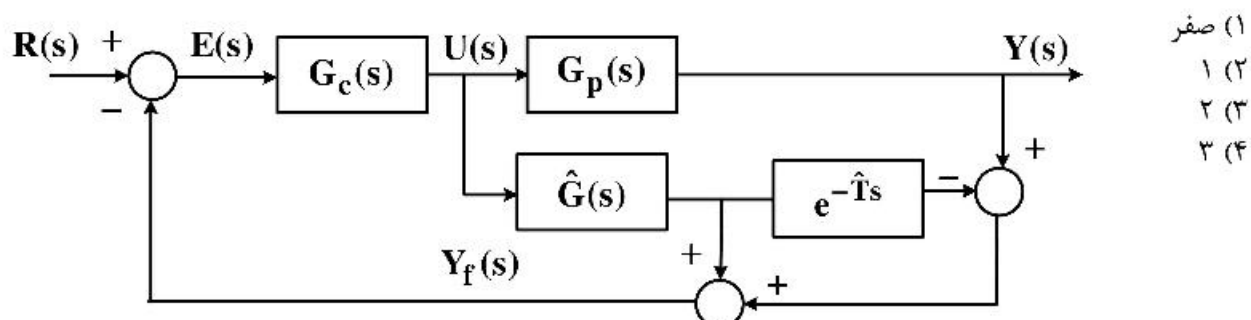 R(s) + E(s) G_c(s) U(s) G_p(s) Y(s)
−
Ĝ(s) e^{-T̂s} − +
Y_f(s) + +
۱) صفر
۲) ۱
۳) ۲
۴) ۳